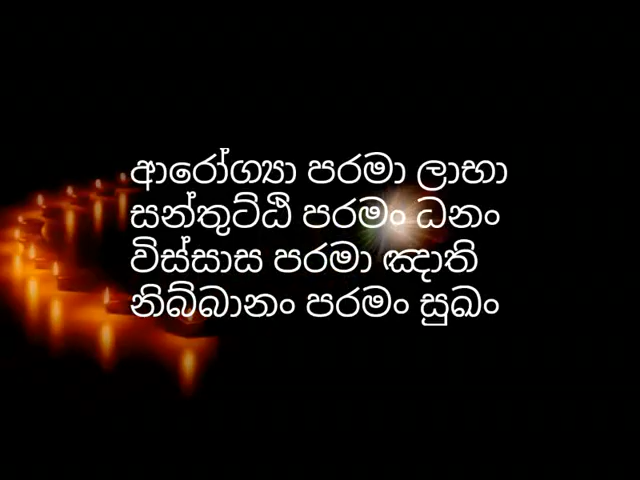 ආරෝග්‍යා පරමා ලාභා
සන්තුට්ඨි පරමං ධනං
විස්සාස පරමා ඤාති
නිබ්බානං පරමං සුඛං